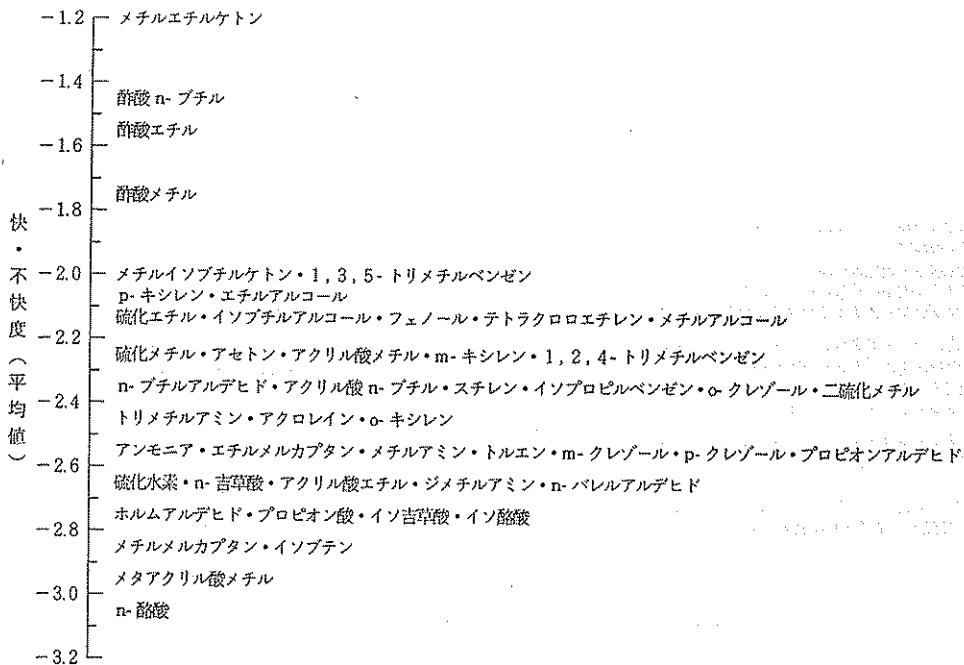 -1.2 メチルエチルケトン
-1.4
酢酸 n- ブチル
酢酸エチル
-1.6
酢酸メチル
-1.8
快・不快度（平均値）
-2.0 メチルイソブチルケトン・1, 3, 5- トリメチルベンゼン
p- キシレン・エチルアルコール
硫化エチル・イソブチルアルコール・フェノール・テトラクロロエチレン・メチルアルコール
-2.2
硫化メチル・アセトン・アクリル酸メチル・m- キシレン・1, 2, 4- トリメチルベンゼン
n- ブチルアルデヒド・アクリル酸 n- ブチル・スチレン・イソプロピルベンゼン・o- クレゾール・二硫化メチル
-2.4
トリメチルアミン・アクロレイン・o- キシレン
アンモニア・エチルメルカプタン・メチルアミン・トルエン・m- クレゾール・p- クレゾール・プロピオンアルデヒド
-2.6
硫化水素・n- 吉草酸・アクリル酸エチル・ジメチルアミン・n- バレルアルデヒド
ホルムアルデヒド・プロピオン酸・イソ吉草酸・イソ酪酸
-2.8
メチルメルカプタン・イソブテン
メタアクリル酸メチル
-3.0
n- 酪酸
-3.2